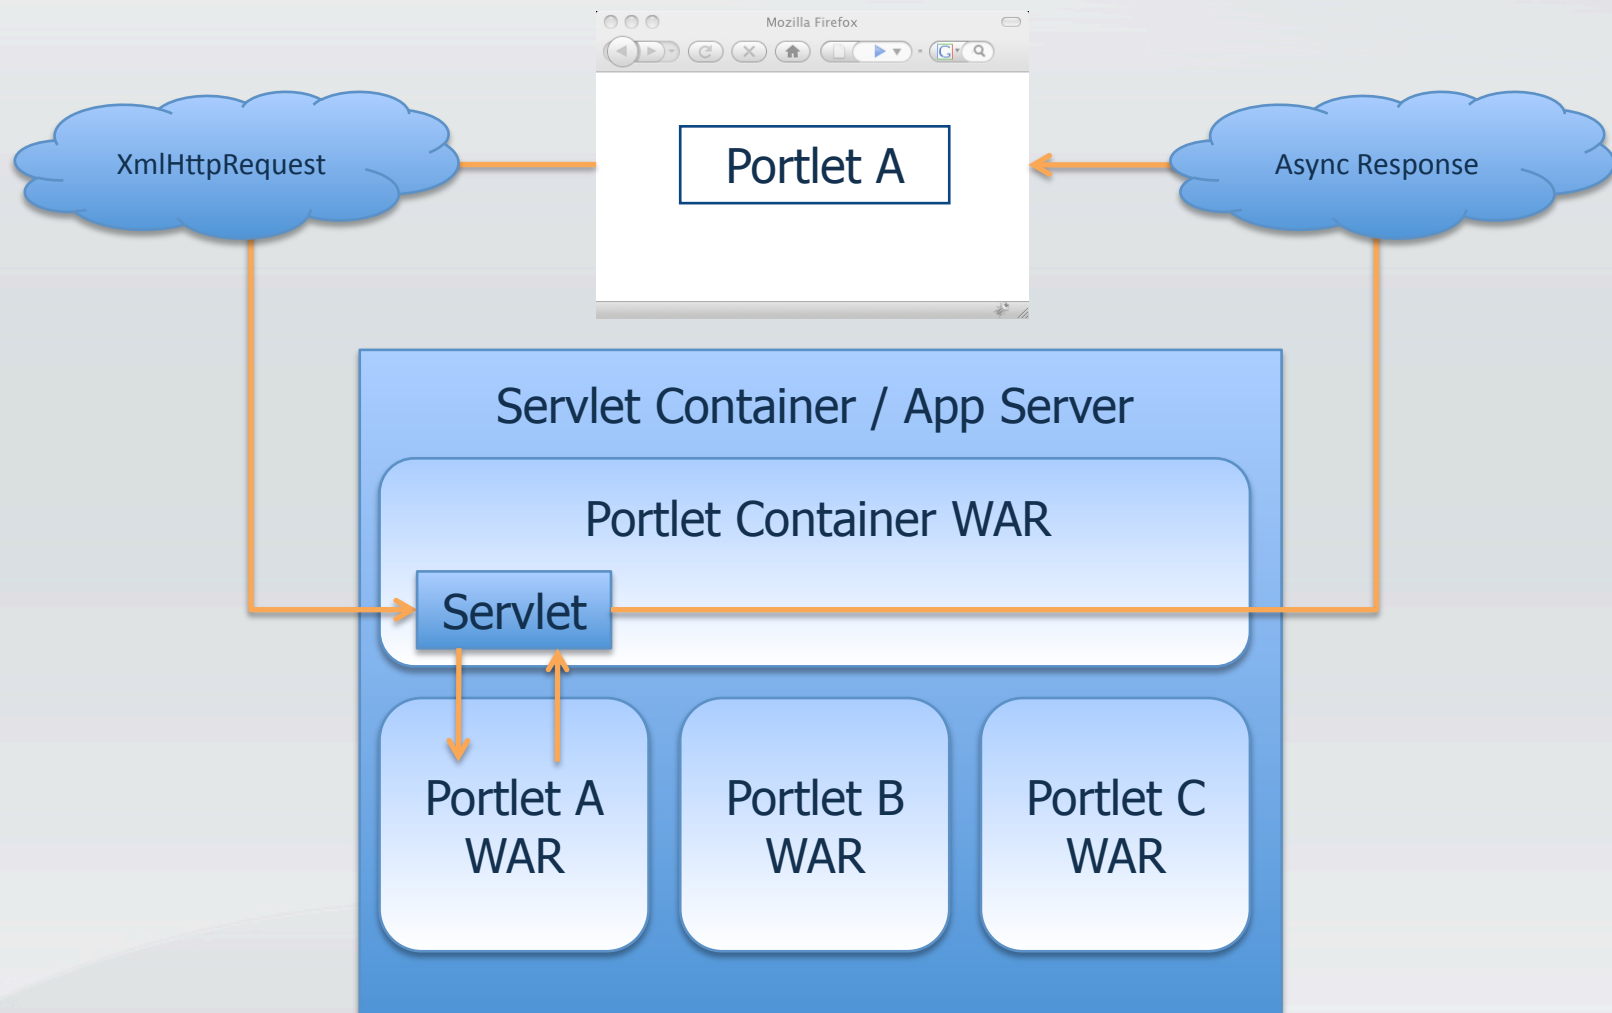 Mozilla Firefox
G
XmlHttpRequest
Portlet A
Async Response
Servlet Container / App Server
Portlet Container WAR
Servlet
Portlet A
WAR
Portlet B
WAR
Portlet C
WAR